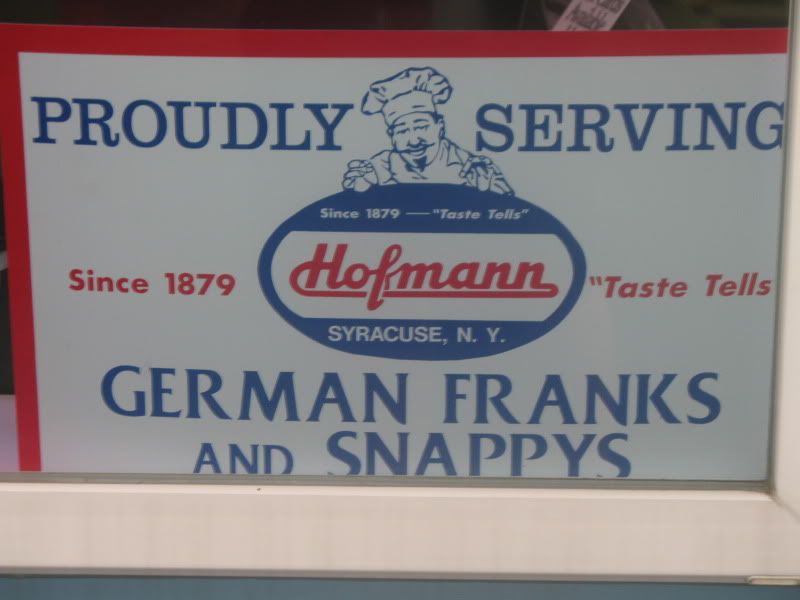 PROUDLY SERVING
Since 1879 — "Taste Tells"
Hofmann
SYRACUSE, N. Y.
Since 1879
"Taste Tells
GERMAN FRANKS
AND SNAPPYS